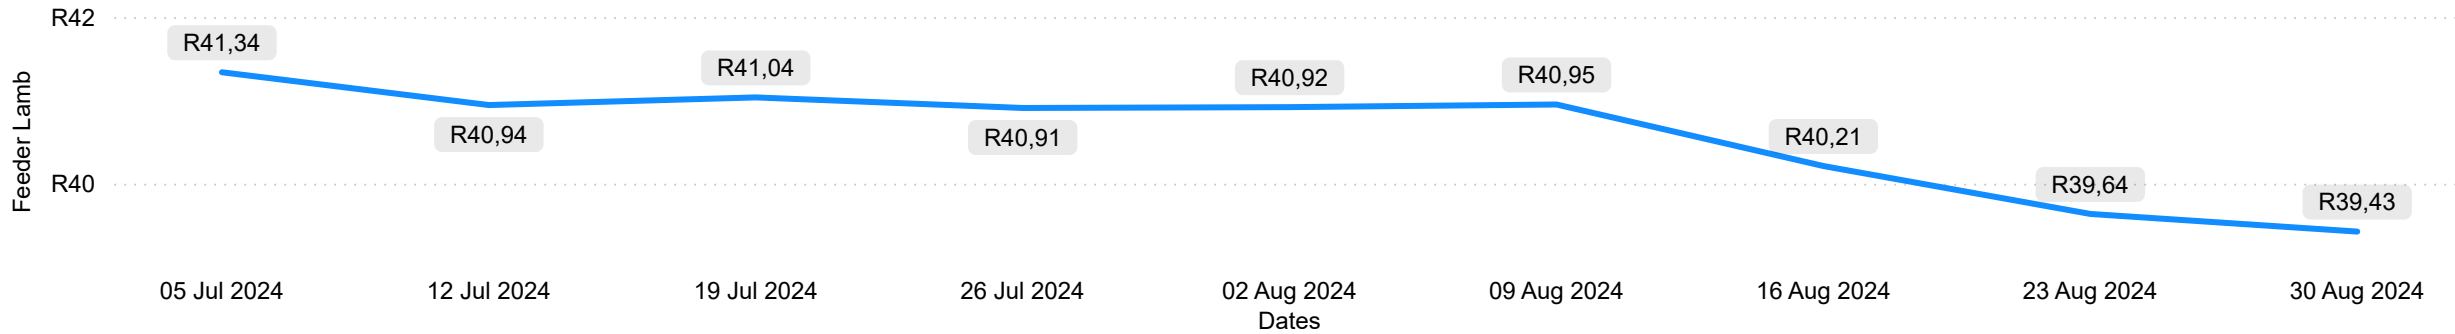 Feeder Lamb
R42
R40
R41,34
R40,94
R41,04
R40,91
R40,92
R40,95
R40,21
R39,64
R39,43
05 Jul 2024
12 Jul 2024
19 Jul 2024
26 Jul 2024
02 Aug 2024
09 Aug 2024
16 Aug 2024
23 Aug 2024
30 Aug 2024
Dates